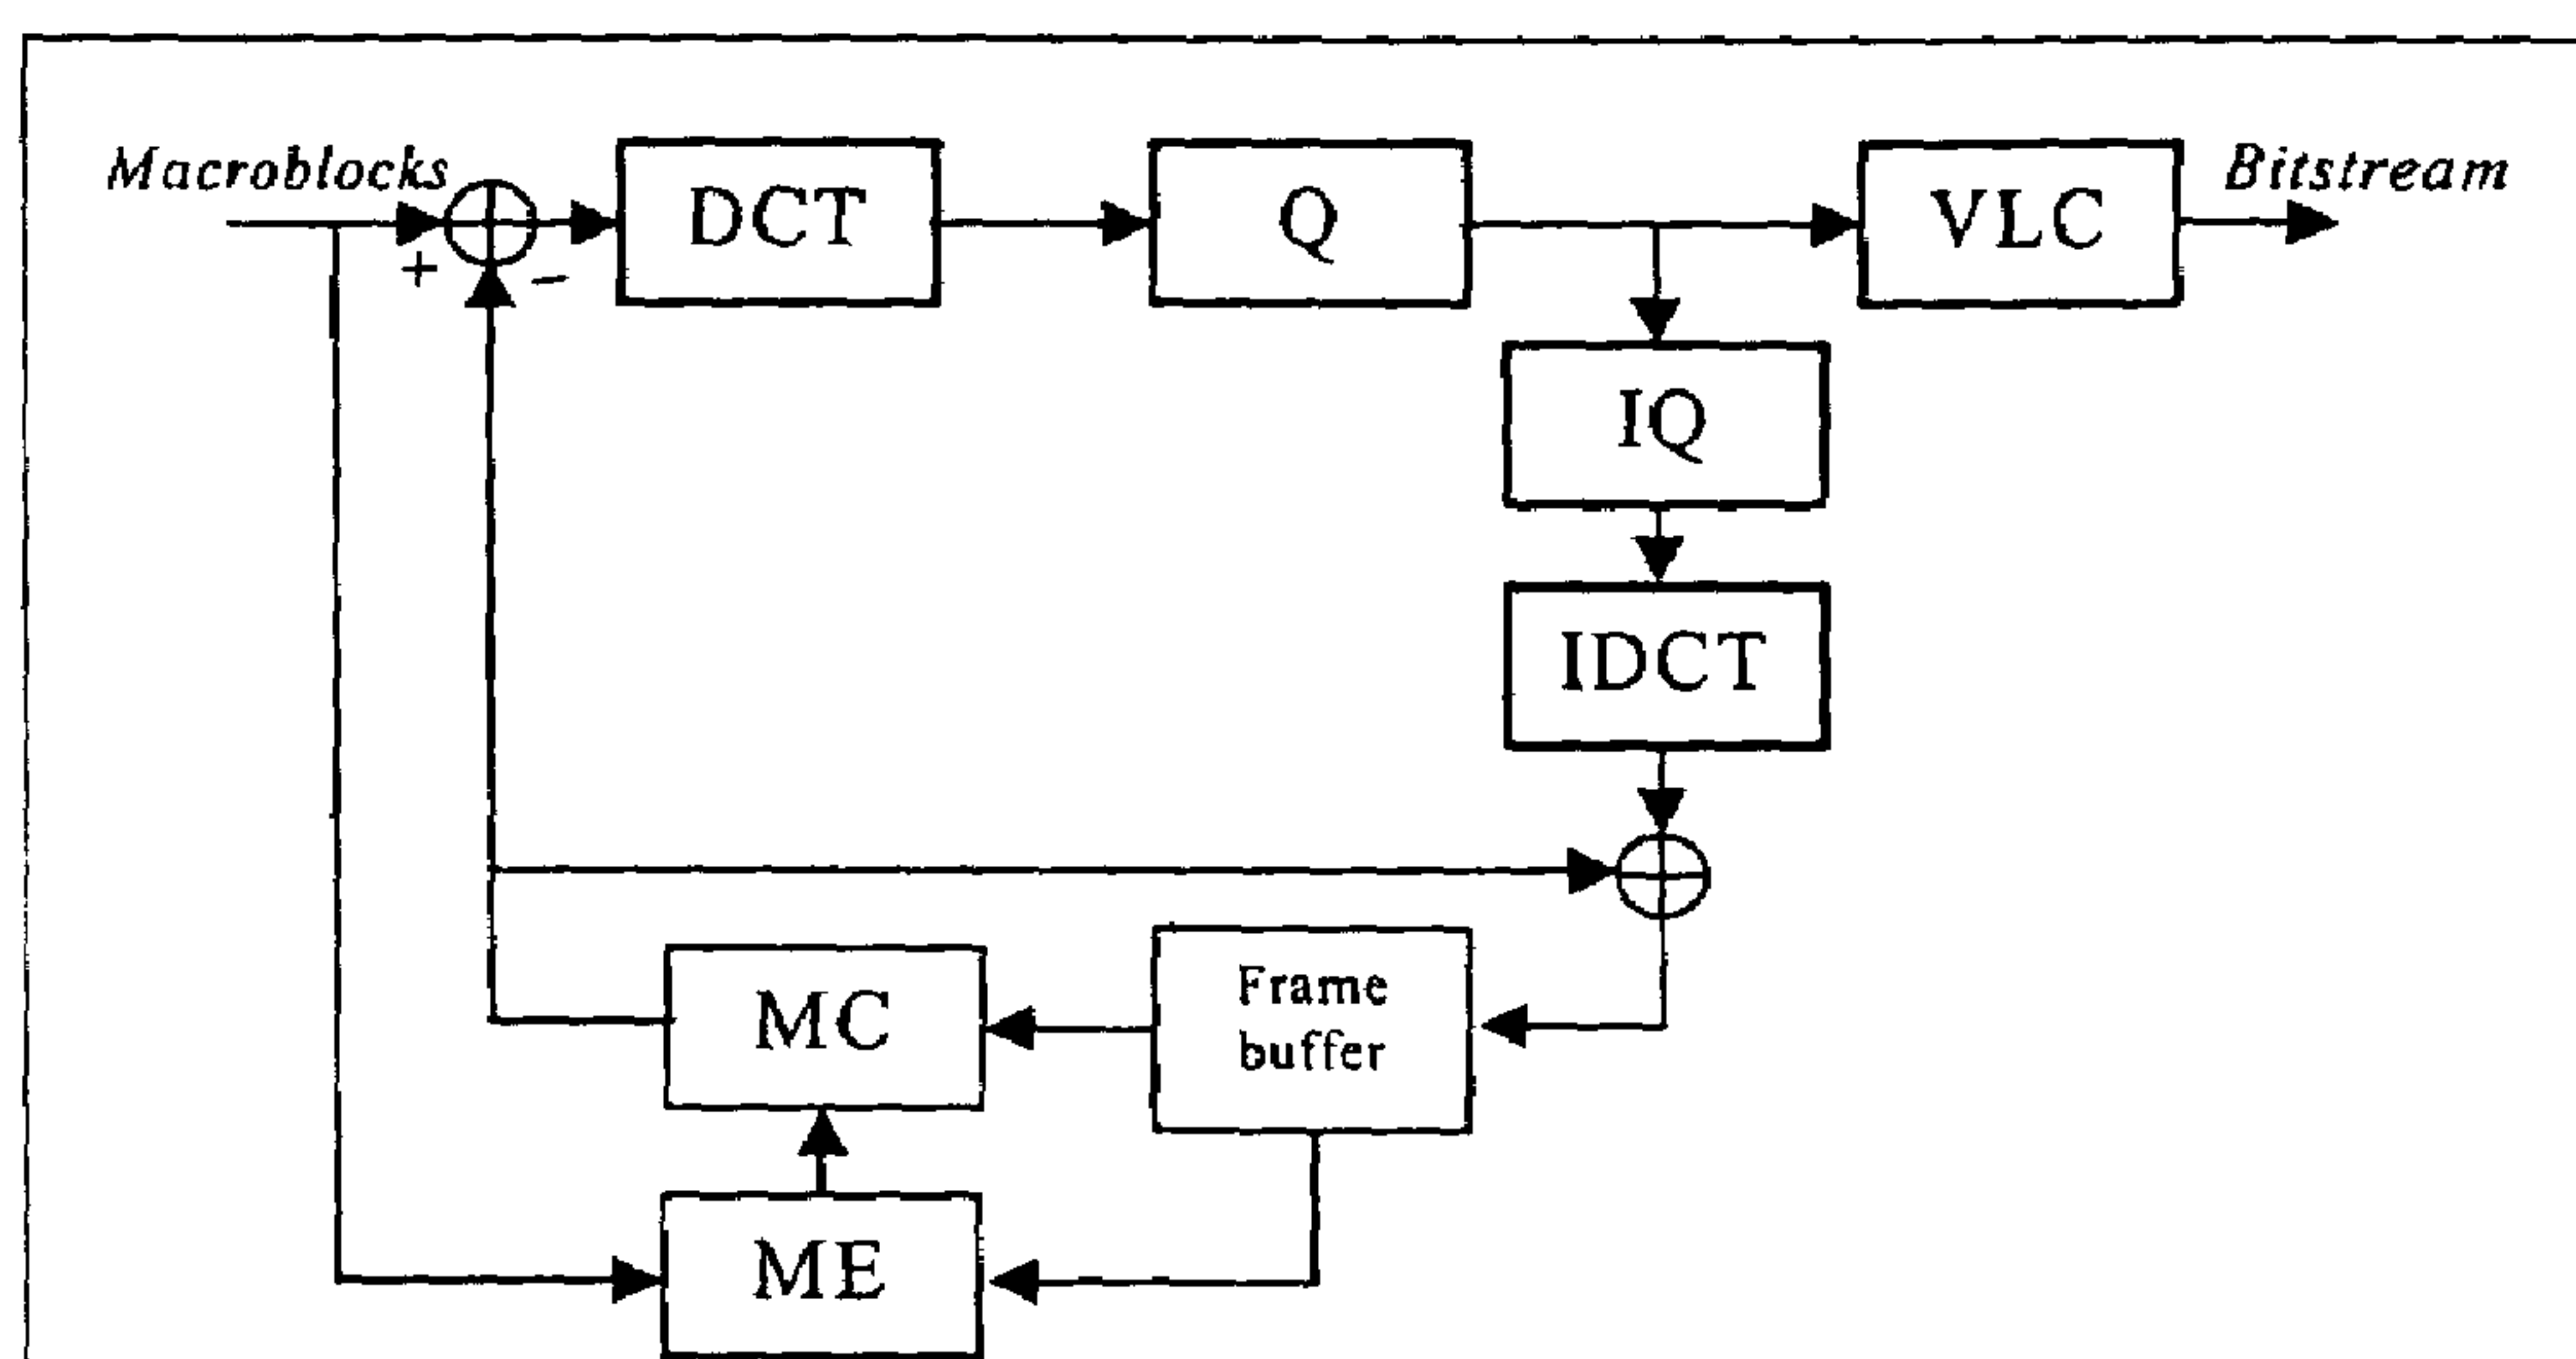 Macroblocks
DCT
Q
VLC
Bitstream
+
−
IQ
IDCT
MC
Frame
buffer
ME